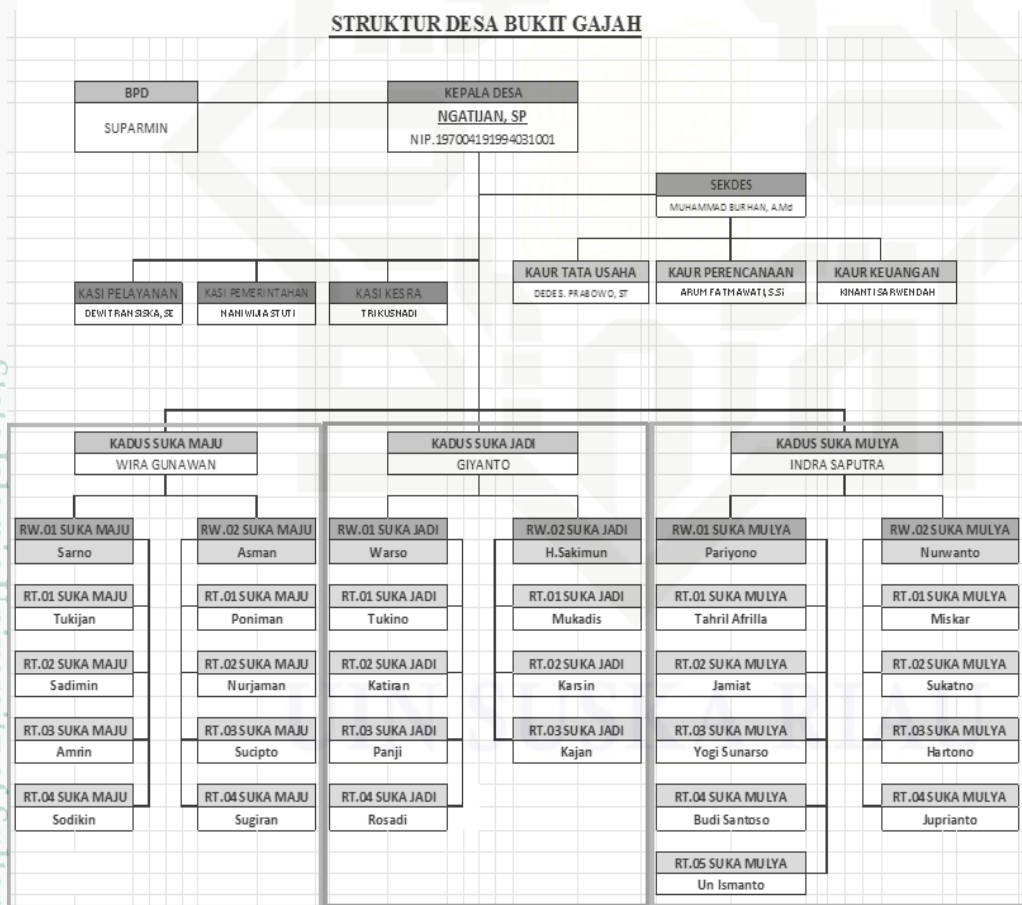 STRUKTUR DESA BUKIT GAJAH
BPD
SUPARMIN
KEPALA DESA
NGATIJAN, SP
NIP.197004191994031001
SEKDES
MUHAMMAD BURHAN, A.Md
KASI PELAYANAN
DEWI TRANSISKA, SE
KASI PEMERINTAHAN
NANI WIJIASTUTI
KASI KESRA
TRI KUSNADI
KAUR TATA USAHA
DEDE S. PRABOWO, ST
KAUR PERENCANAAN
ARUM FATMAWATI, S.Si
KAUR KEUANGAN
KINANTI SARWENDAH
KADUS SUKA MAJU
WIRA GUNAWAN
RW.01 SUKA MAJU
Sarno
RT.01 SUKA MAJU
Tukijan
RT.02 SUKA MAJU
Sadimin
RT.03 SUKA MAJU
Amrin
RT.04 SUKA MAJU
Sodikin
RW.02 SUKA MAJU
Asman
RT.01 SUKA MAJU
Poniman
RT.02 SUKA MAJU
Nurjaman
RT.03 SUKA MAJU
Sucipto
RT.04 SUKA MAJU
Sugiran
KADUS SUKA JADI
GIYANTO
RW.01 SUKA JADI
Warso
RT.01 SUKA JADI
Tukino
RT.02 SUKA JADI
Katiran
RT.03 SUKA JADI
Panji
RT.04 SUKA JADI
Rosadi
RW.02 SUKA JADI
H.Sakimun
RT.01 SUKA JADI
Mukadis
RT.02 SUKA JADI
Karsin
RT.03 SUKA JADI
Kajan
KADUS SUKA MULYA
INDRA SAPUTRA
RW.01 SUKA MULYA
Pariyono
RT.01 SUKA MULYA
Tahril Afrilla
RT.02 SUKA MULYA
Jamiat
RT.03 SUKA MULYA
Yogi Sunarso
RT.04 SUKA MULYA
Budi Santoso
RT.05 SUKA MULYA
Un Ismanto
RW.02 SUKA MULYA
Nurwanto
RT.01 SUKA MULYA
Miskar
RT.02 SUKA MULYA
Sukatno
RT.03 SUKA MULYA
Hartono
RT.04 SUKA MULYA
Juprianto
UIN SUSKA RIAU